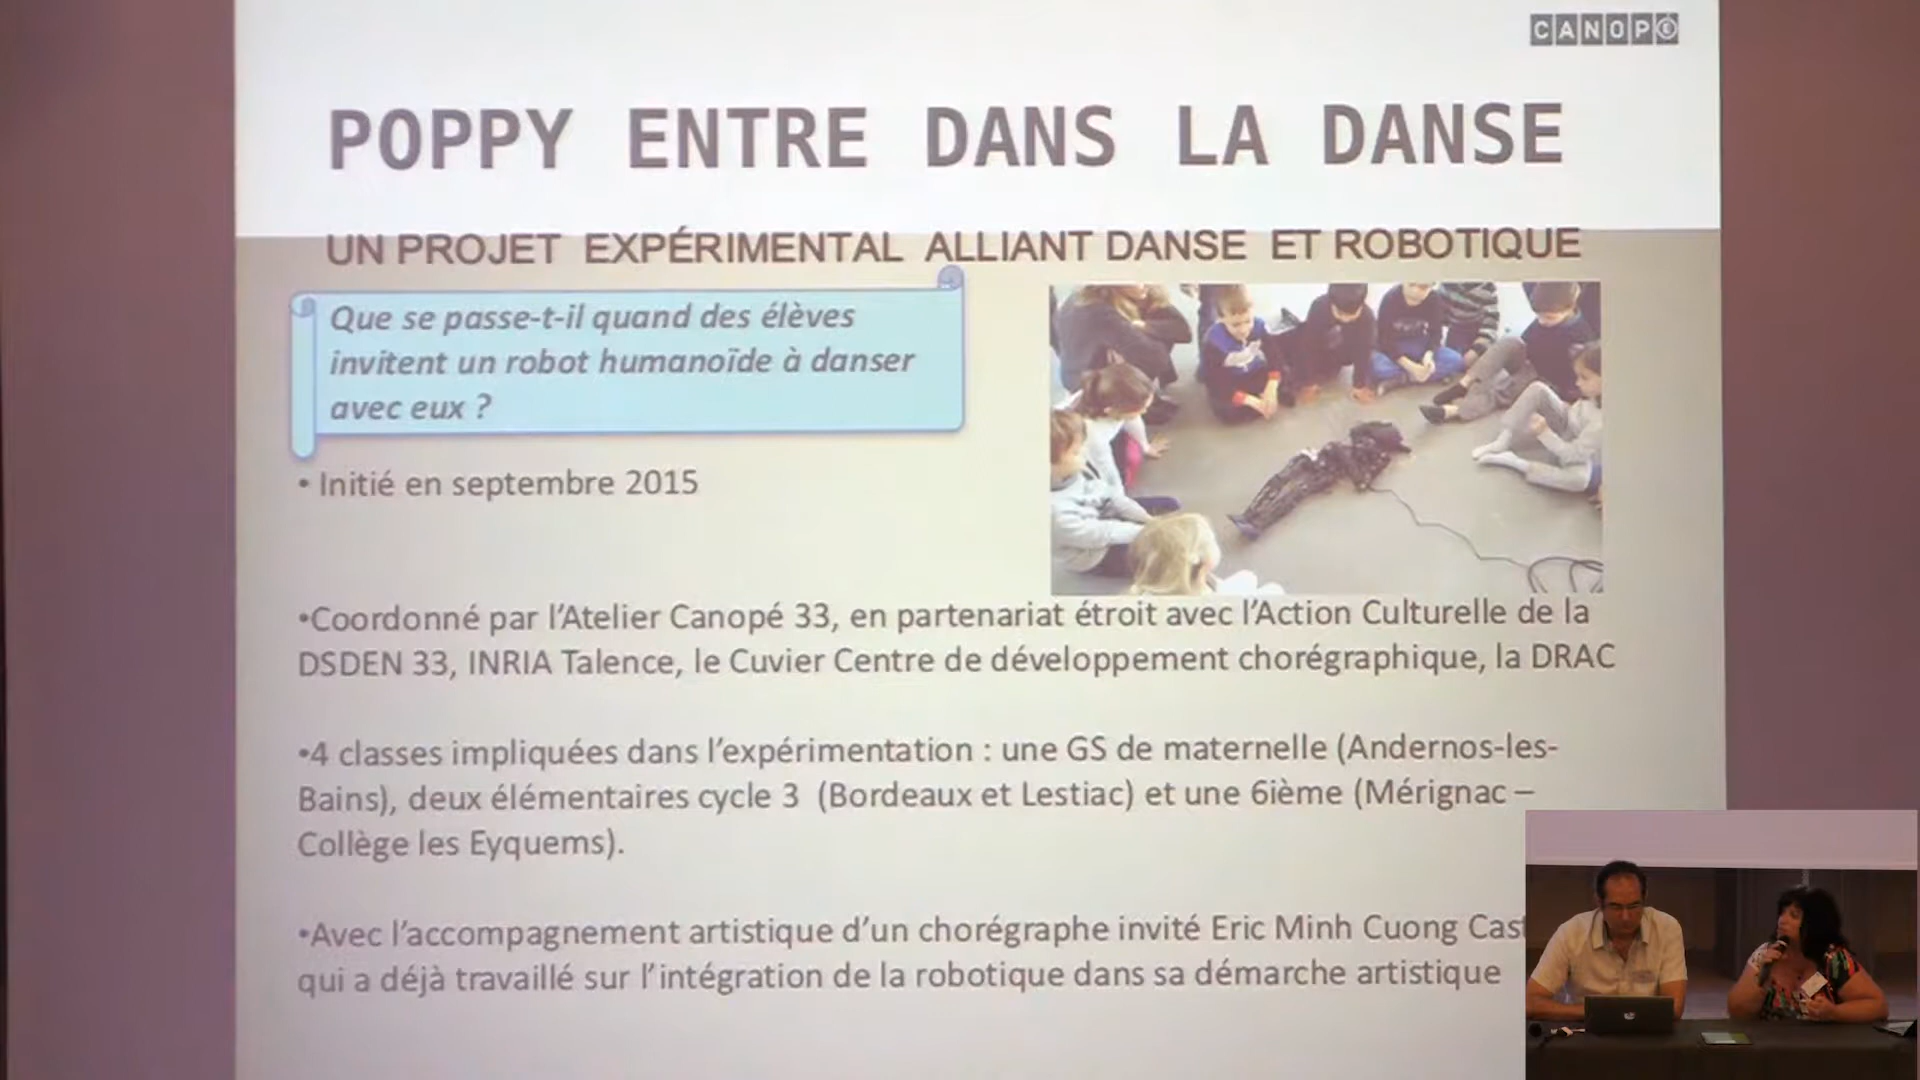 CANOPÉ
POPPY ENTRE DANS LA DANSE
UN PROJET EXPÉRIMENTAL ALLIANT DANSE ET ROBOTIQUE
Que se passe-t-il quand des élèves
invitent un robot humanoïde à danser
avec eux ?
• Initié en septembre 2015
•Coordonné par l'Atelier Canopé 33, en partenariat étroit avec l'Action Culturelle de la
DSDEN 33, INRIA Talence, le Cuvier Centre de développement chorégraphique, la DRAC
•4 classes impliquées dans l'expérimentation : une GS de maternelle (Andernos-les-
Bains), deux élémentaires cycle 3 (Bordeaux et Lestiac) et une 6ième (Mérignac –
Collège les Eyquems).
•Avec l'accompagnement artistique d'un chorégraphe invité Eric Minh Cuong Cast
qui a déjà travaillé sur l'intégration de la robotique dans sa démarche artistique